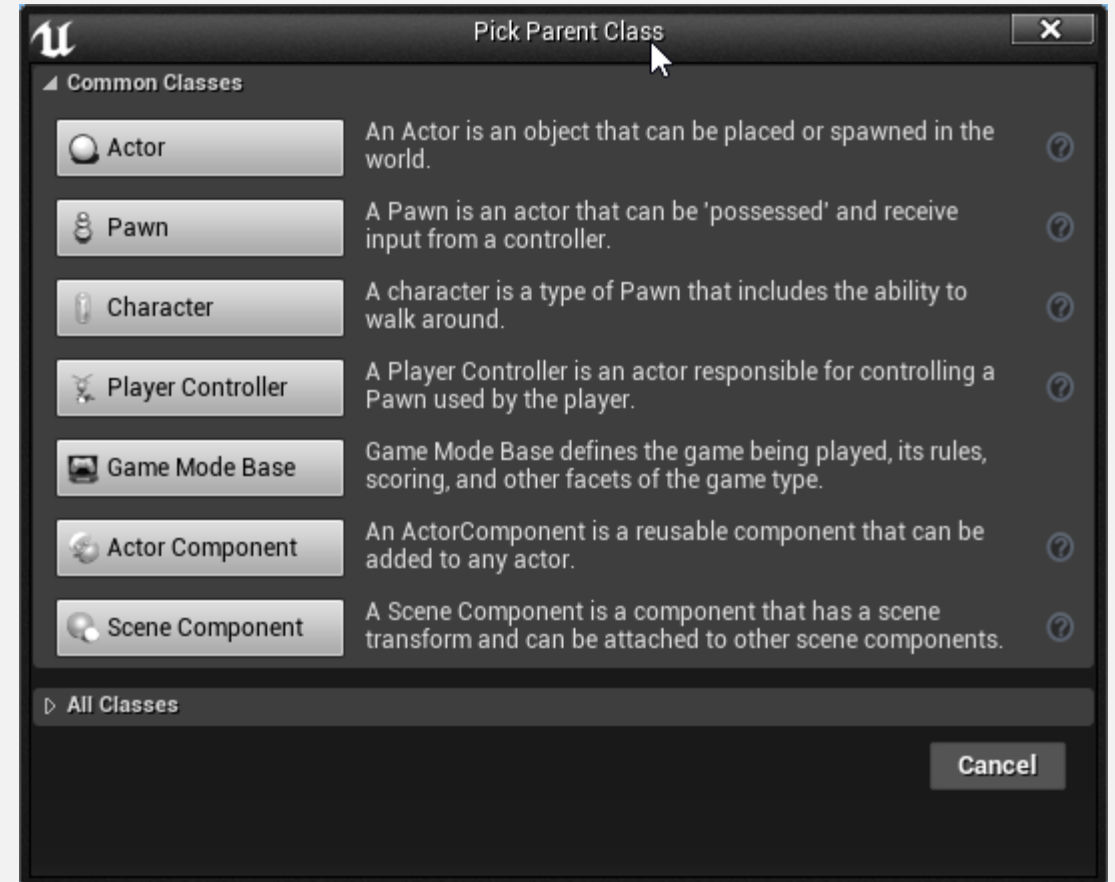 Pick Parent Class
Common Classes
Actor
An Actor is an object that can be placed or spawned in the
world.
Pawn
A Pawn is an actor that can be 'possessed' and receive
input from a controller.
Character
A character is a type of Pawn that includes the ability to
walk around.
Player Controller
A Player Controller is an actor responsible for controlling a
Pawn used by the player.
Game Mode Base
Game Mode Base defines the game being played, its rules,
scoring, and other facets of the game type.
Actor Component
An ActorComponent is a reusable component that can be
added to any actor.
Scene Component
A Scene Component is a component that has a scene
transform and can be attached to other scene components.
All Classes
Cancel